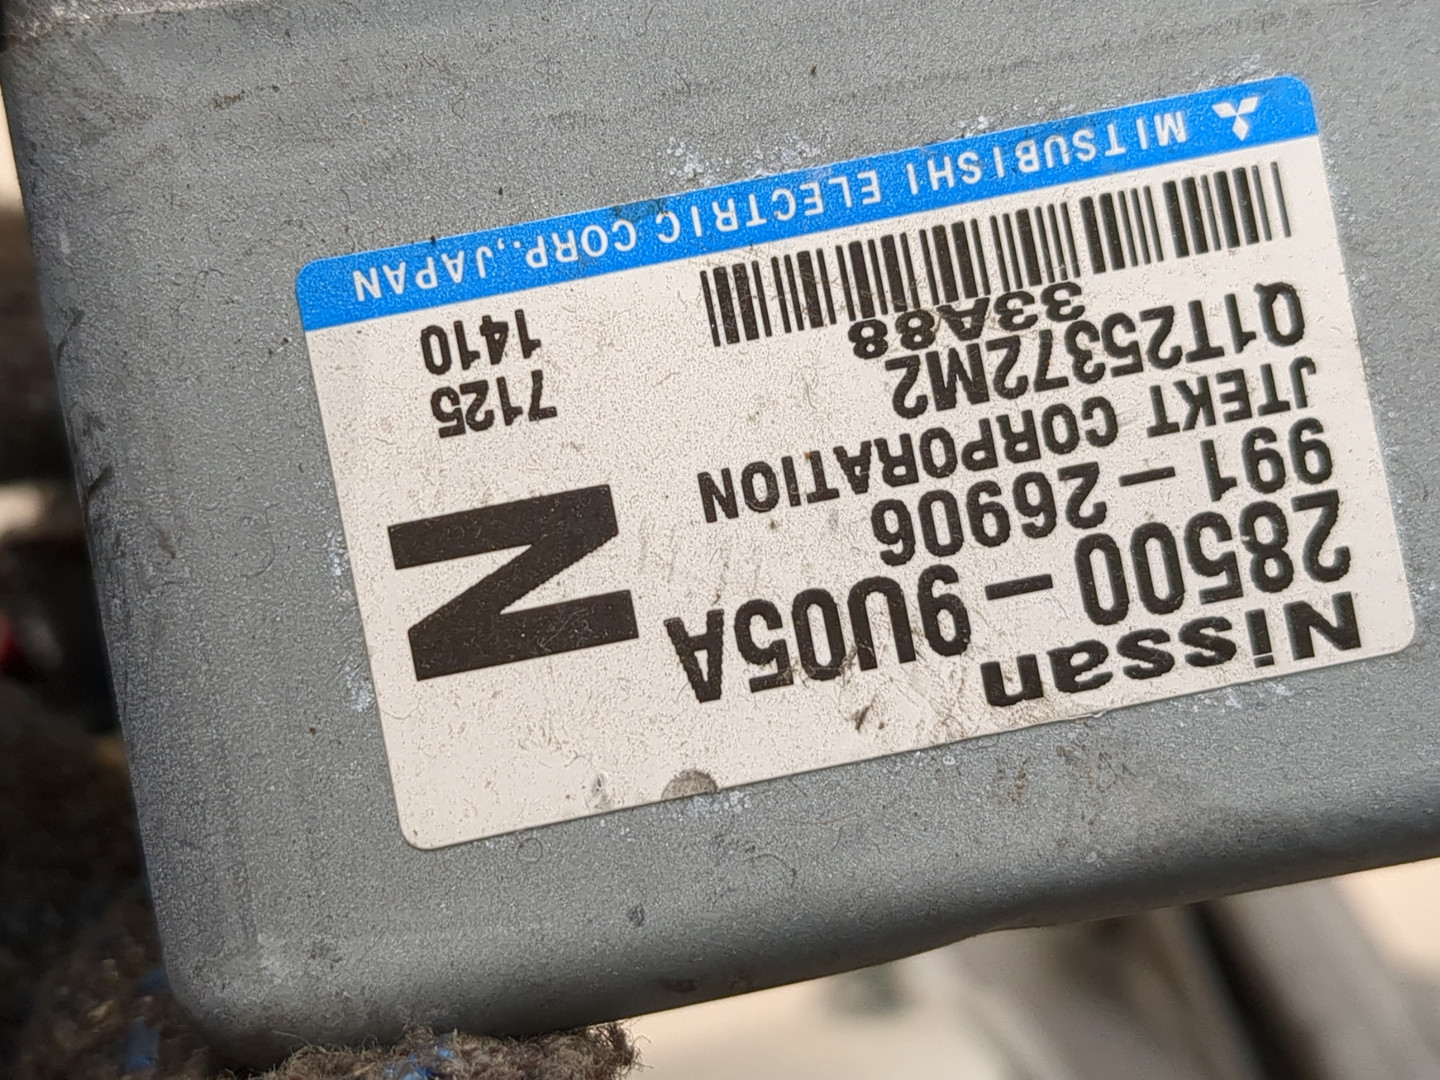 Nissan
28500-9U05A
991-26906
JTEKT CORPORATION
Q1T25372M2
33A88
N
7125
1410
MITSUBISHI ELECTRIC CORP., JAPAN